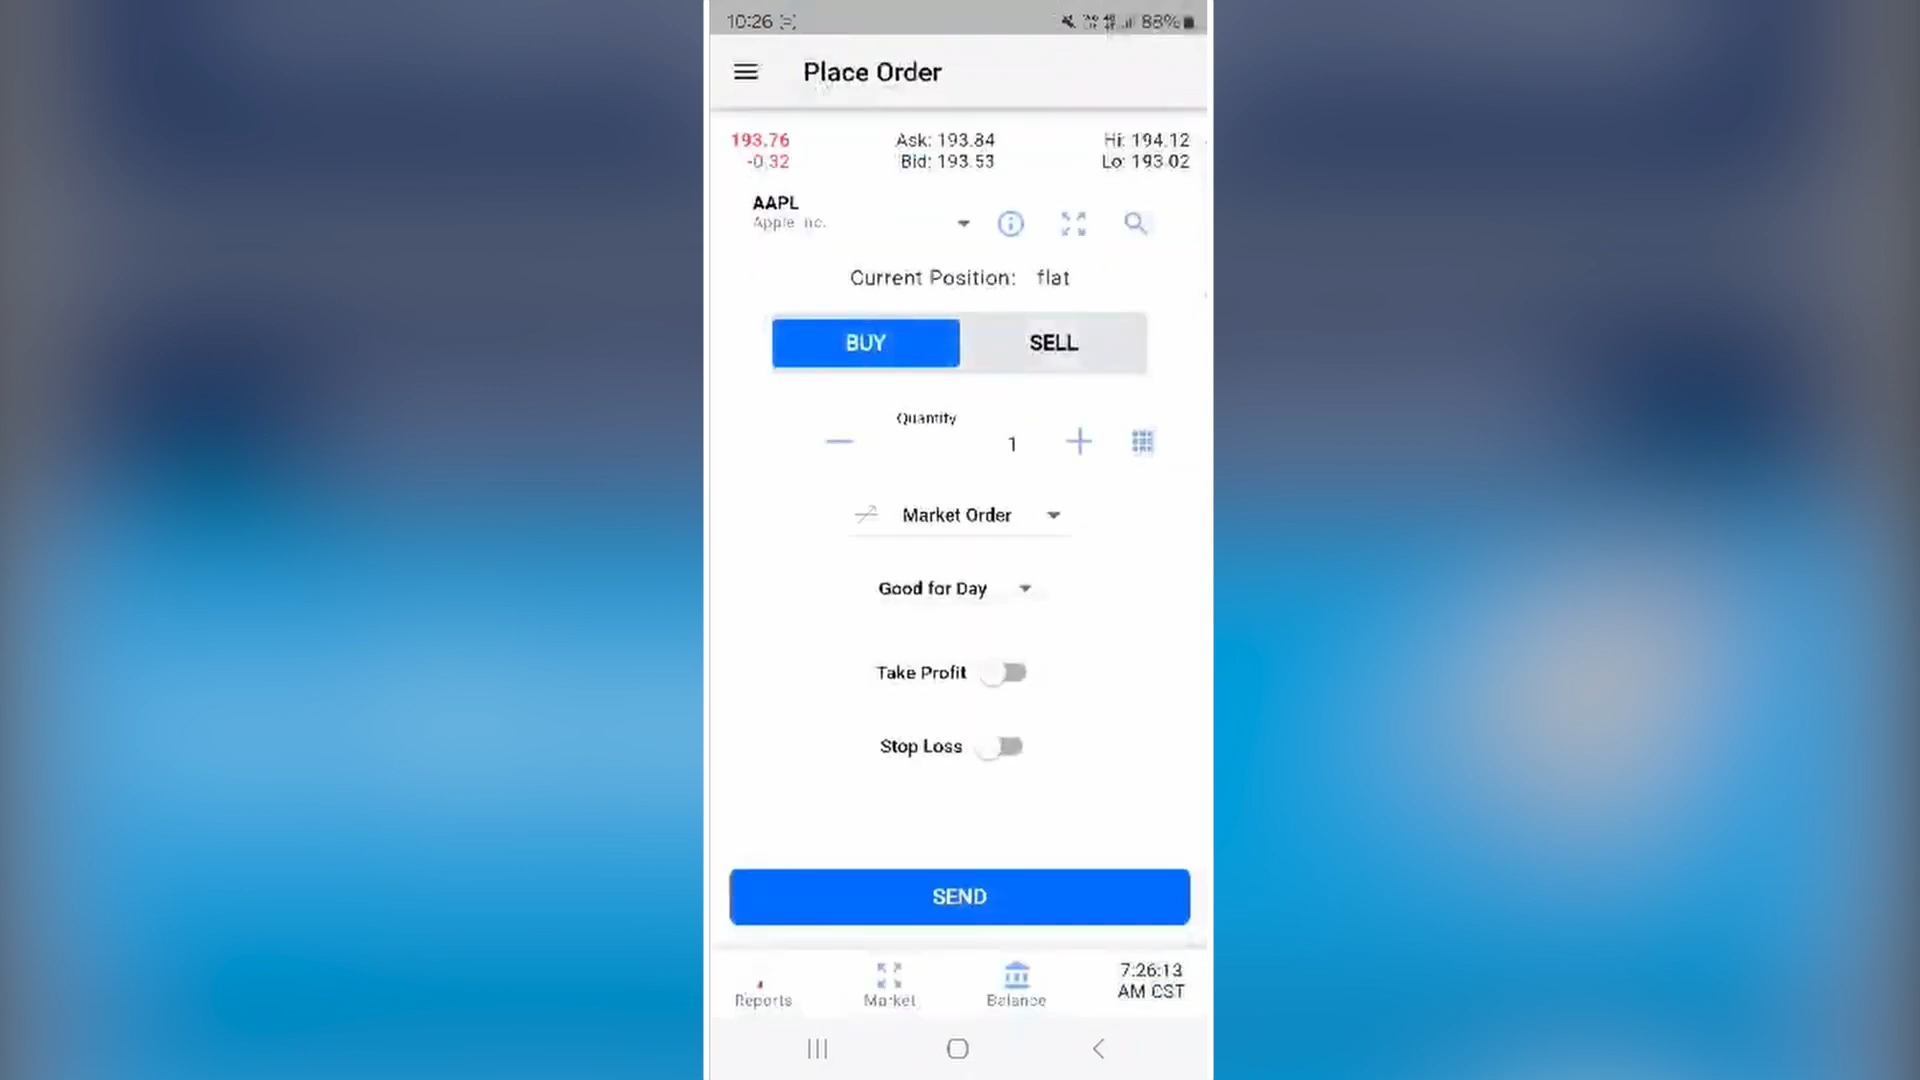 10:26
88%
Place Order
193.76 Ask: 193.84 Hi: 194.12
-0.32 Bid: 193.53 Lo: 193.02
AAPL
Apple Inc.
Current Position: flat
BUY SELL
Quantity
1
Market Order
Good for Day
Take Profit
Stop Loss
SEND
Reports Market Balance
7:26:13
AM CST